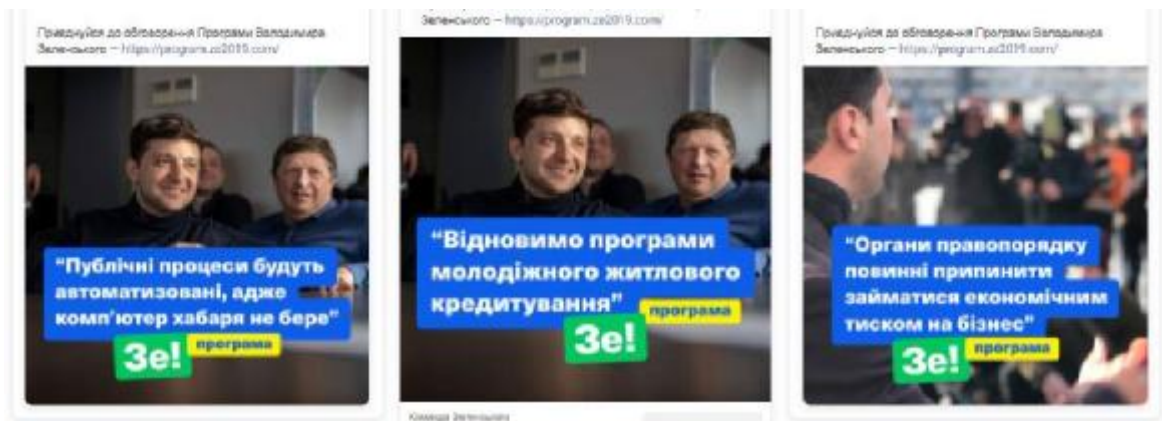 Приєднуйся до обговорення Програми Володимира
Зеленського — https://program.ze2019.com/
"Публічні процеси будуть
автоматизовані, адже
комп'ютер хабаря не бере"
програма
Зе!
Зеленського — https://program.ze2019.com/
"Відновимо програми
молодіжного житлового
кредитування"
програма
Зе!
Команда Зеленського
Приєднуйся до обговорення Програми Володимира
Зеленського — https://program.ze2019.com/
"Органи правопорядку
повинні припинити
займатися економічним
тиском на бізнес"
програма
Зе!